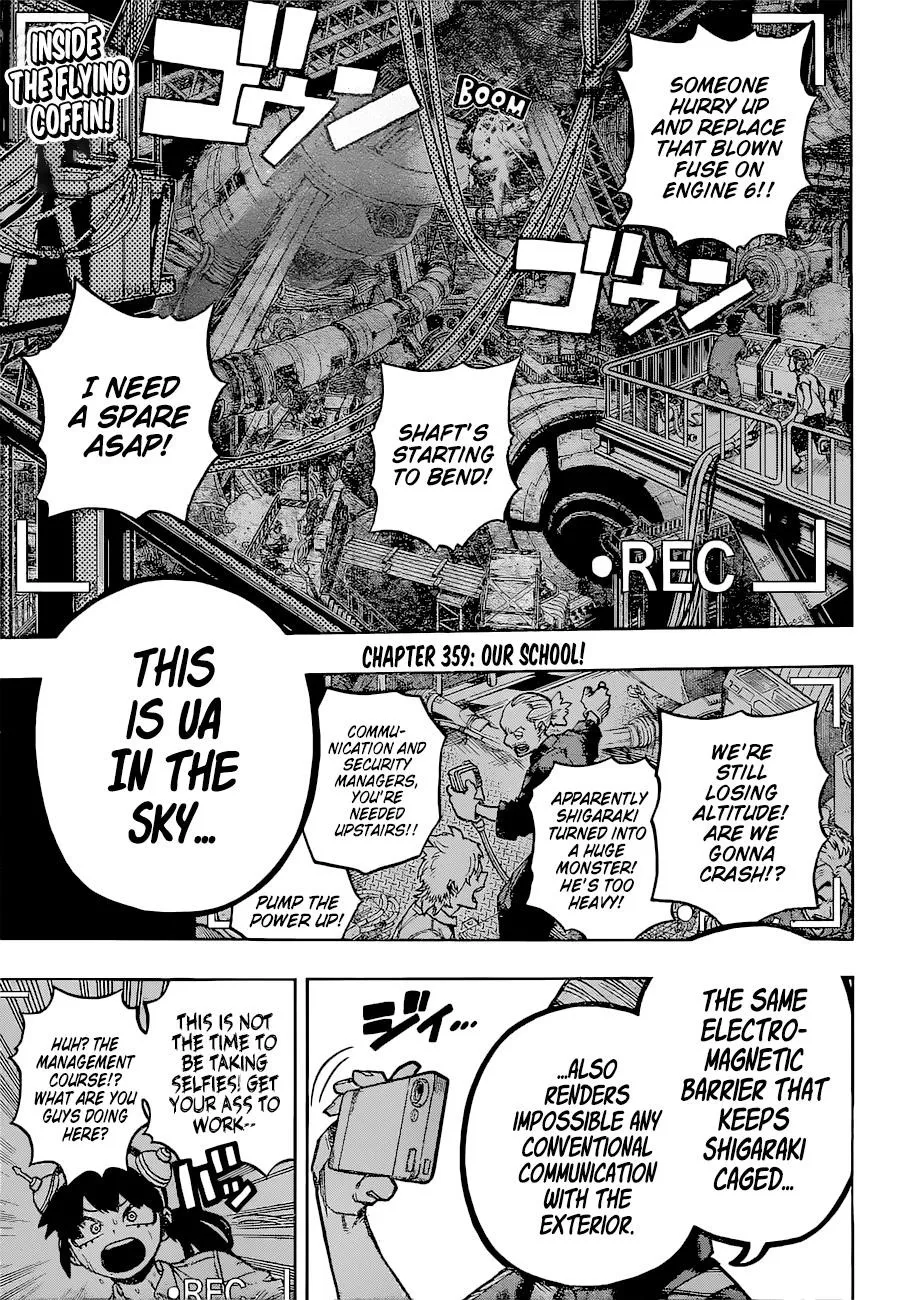 INSIDE
THE FLYING
COFFIN!
ゴウン
BOOM
SOMEONE
HURRY UP
AND REPLACE
THAT BLOWN
FUSE ON
ENGINE 6!!
ゴウン
SHAFT'S
STARTING
TO BEND!
I NEED
A SPARE
ASAP!
•REC
CHAPTER 359: OUR SCHOOL!
WE'RE
STILL
LOSING
ALTITUDE!
ARE WE
GONNA
CRASH!?
APPARENTLY
SHIGARAKI
TURNED INTO
A HUGE
MONSTER!
HE'S TOO
HEAVY!
COMMU-
NICATION AND
SECURITY
MANAGERS,
YOU'RE
NEEDED
UPSTAIRS!!
PUMP THE
POWER UP!
THIS
IS UA
IN THE
SKY...
THE SAME
ELECTRO-
MAGNETIC
BARRIER THAT
KEEPS
SHIGARAKI
CAGED...
...ALSO
RENDERS
IMPOSSIBLE ANY
CONVENTIONAL
COMMUNICATION
WITH THE
EXTERIOR.
ジィ...
THIS IS NOT
THE TIME TO
BE TAKING
SELFIES! GET
YOUR ASS TO
WORK--
HUH? THE
MANAGEMENT
COURSE!?
WHAT ARE YOU
GUYS DOING
HERE?
ゴウン
•REC